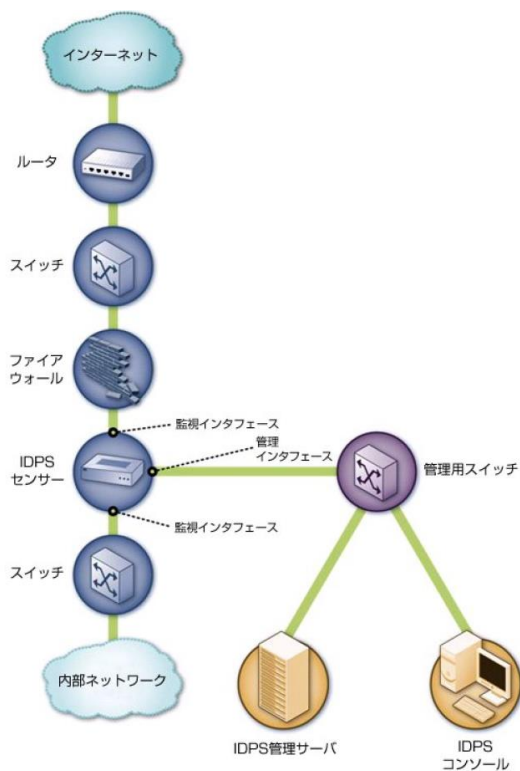 インターネット
ルータ
スイッチ
ファイア
ウォール
監視インタフェース
管理
インタフェース
IDPS
センサー
管理用スイッチ
監視インタフェース
スイッチ
内部ネットワーク
IDPS管理サーバ
IDPS
コンソール